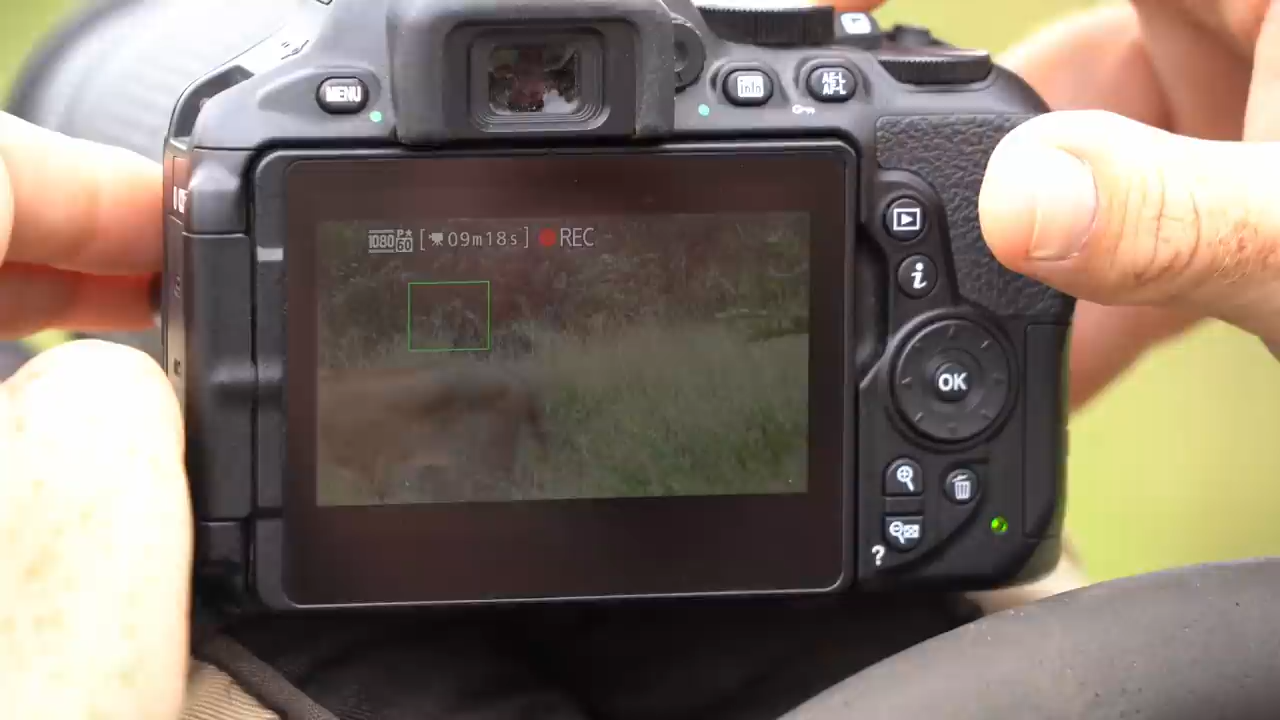 MENU
info
AE-L
AF-L
1080 P★ 60 [09m18s] REC
i
OK
?